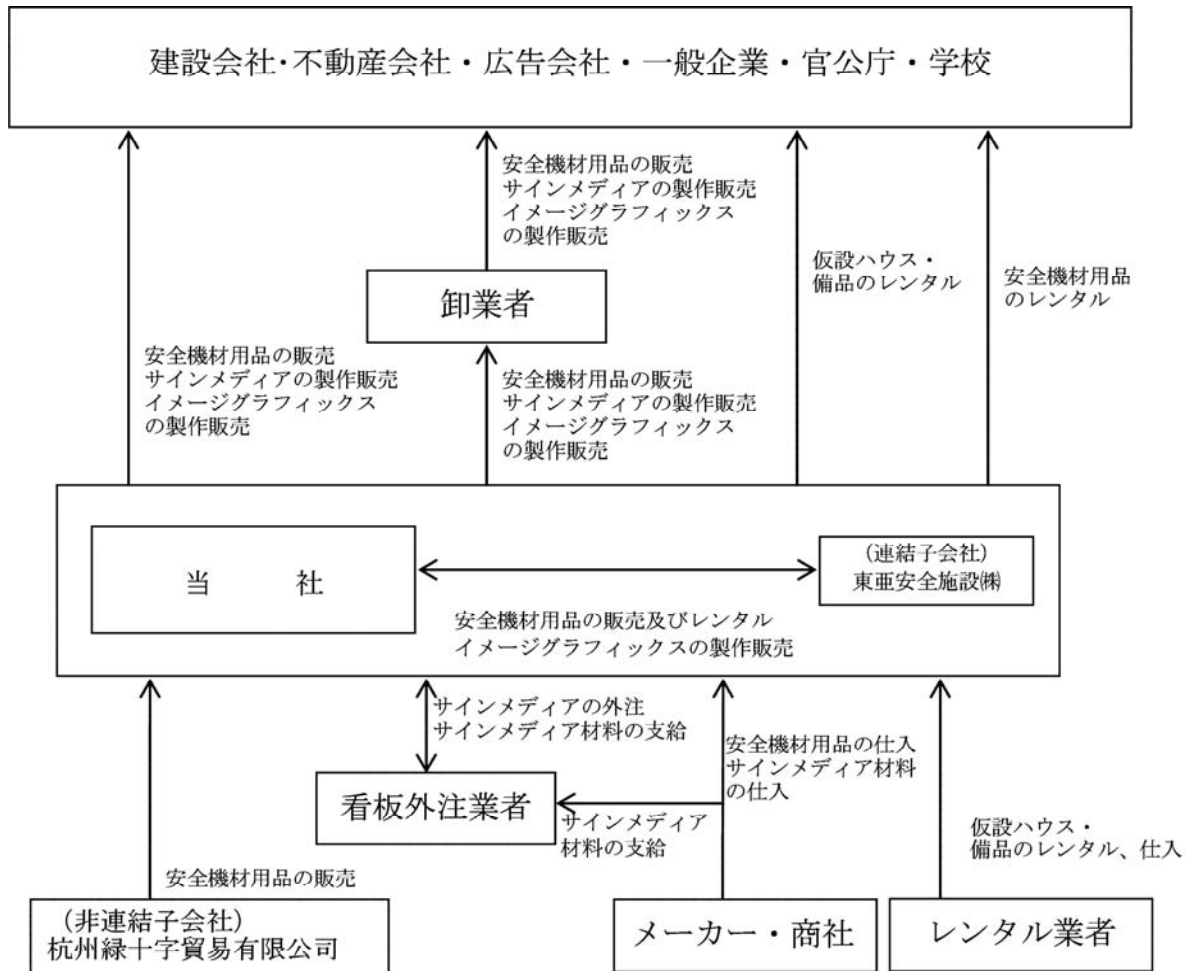 建設会社･不動産会社・広告会社・一般企業・官公庁・学校
安全機材用品の販売
サインメディアの製作販売
イメージグラフィックス
の製作販売
仮設ハウス・
備品のレンタル
安全機材用品
のレンタル
卸業者
安全機材用品の販売
サインメディアの製作販売
イメージグラフィックス
の製作販売
安全機材用品の販売
サインメディアの製作販売
イメージグラフィックス
の製作販売
当　　社
(連結子会社)
東亜安全施設㈱
安全機材用品の販売及びレンタル
イメージグラフィックスの製作販売
サインメディアの外注
サインメディア材料の支給
安全機材用品の仕入
サインメディア材料
の仕入
看板外注業者
サインメディア
材料の支給
仮設ハウス・
備品のレンタル、仕入
安全機材用品の販売
(非連結子会社)
杭州緑十字貿易有限公司
メーカー・商社
レンタル業者